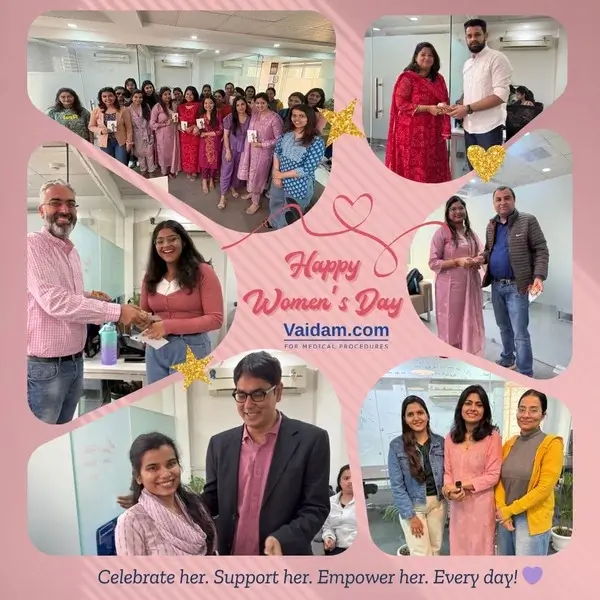 Happy
Women's Day
Vaidam.com
FOR MEDICAL PROCEDURES
Celebrate her. Support her. Empower her. Every day!